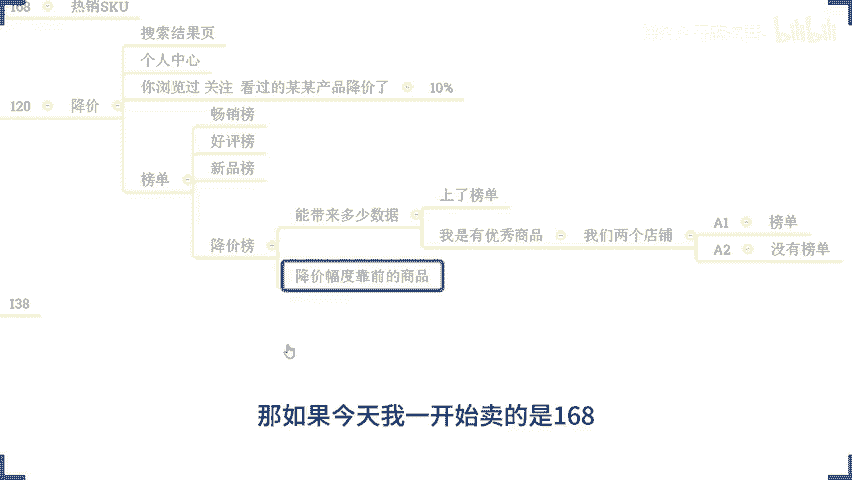 168 热销SKU
搜索结果页
个人中心
你浏览过 关注 看过的某某产品降价了 10%
120 降价
畅销榜
好评榜
新品榜
榜单
上了榜单
能带来多少数据
我是有优秀商品 我们两个店铺
A1 榜单
A2 没有榜单
降价榜
降价幅度靠前的商品
138
那如果今天我一开始卖的是168
bilibili